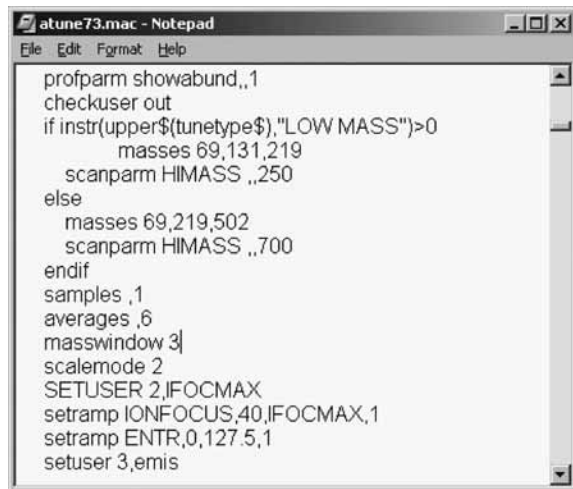 atune73.mac - Notepad
File Edit Format Help
profparm showabund,,1
checkuser out
if instr(upper$(tunetype$),"LOW MASS")>0
masses 69,131,219
scanparm HIMASS ,,250
else
masses 69,219,502
scanparm HIMASS ,,700
endif
samples ,1
averages ,6
masswindow 3
scalemode 2
SETUSER 2,IFOCMAX
setramp IONFOCUS,40,IFOCMAX,1
setramp ENTR,0,127.5,1
setuser 3,emis